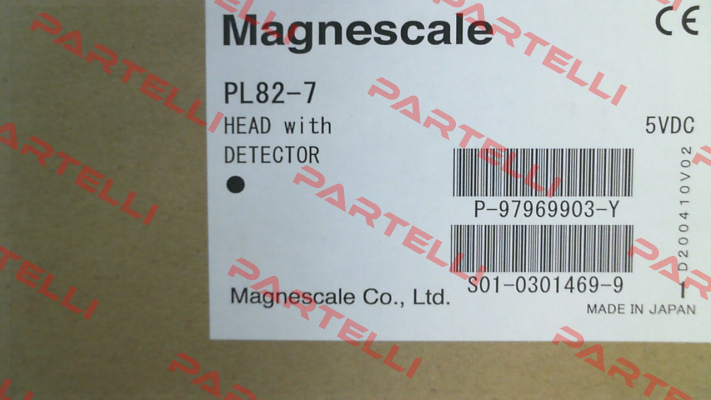 Magnescale
CE
PL82-7
HEAD with
5VDC
DETECTOR
P-97969903-Y
S01-0301469-9
D200410V02
1
Magnescale Co., Ltd.
MADE IN JAPAN
PARTELLI
PARTELLI
PARTELLI
PARTELLI
PARTELLI
PARTELLI
PARTELLI
PARTELLI
PARTELLI